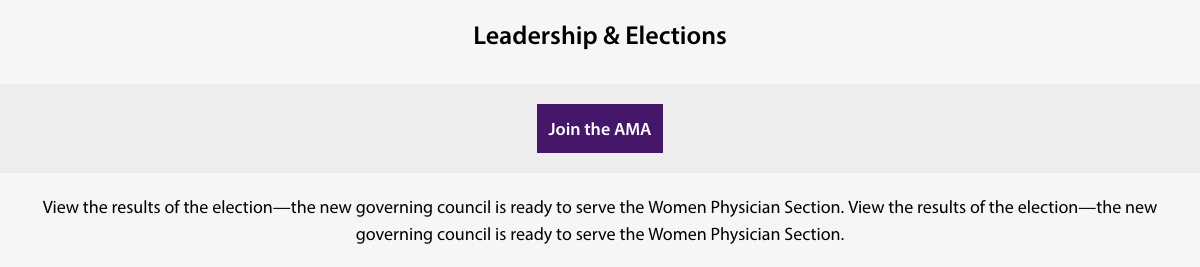 Leadership & Elections
Join the AMA
View the results of the election—the new governing council is ready to serve the Women Physician Section. View the results of the election—the new
governing council is ready to serve the Women Physician Section.